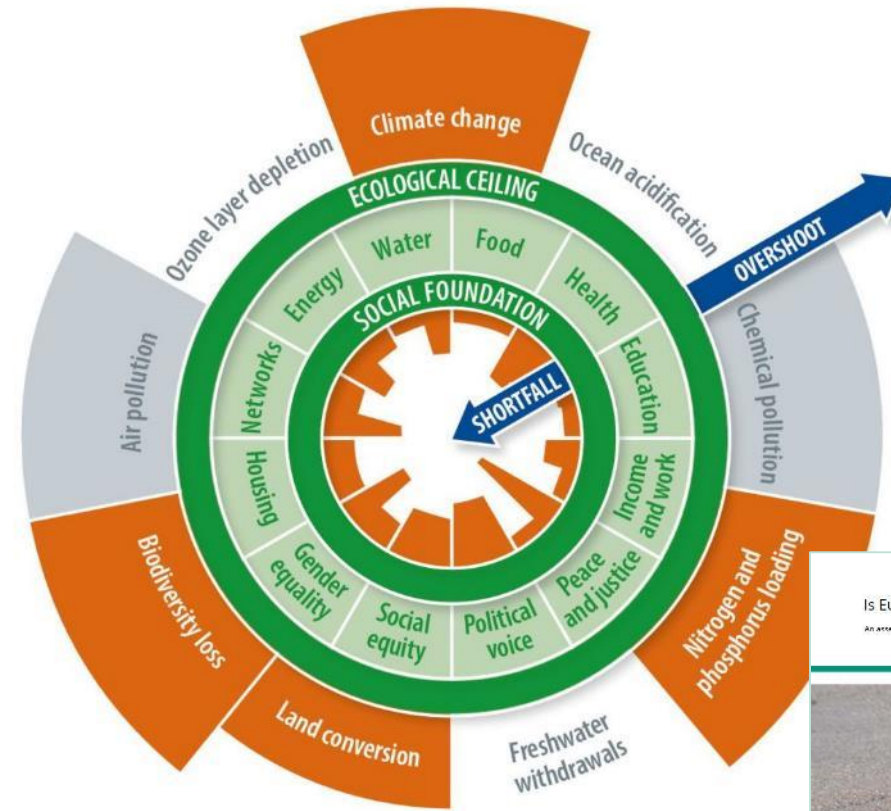 Climate change
Ozone layer depletion
Ocean acidification
ECOLOGICAL CEILING
OVERSHOOT
Water
Food
Energy
Health
SOCIAL FOUNDATION
Air pollution
Networks
Education
SHORTFALL
Chemical pollution
Housing
Income
and work
Biodiversity loss
Gender
equality
Peace
and justice
Social
equity
Political
voice
Nitrogen and
phosphorus loading
Land conversion
Freshwater
withdrawals
Is
An